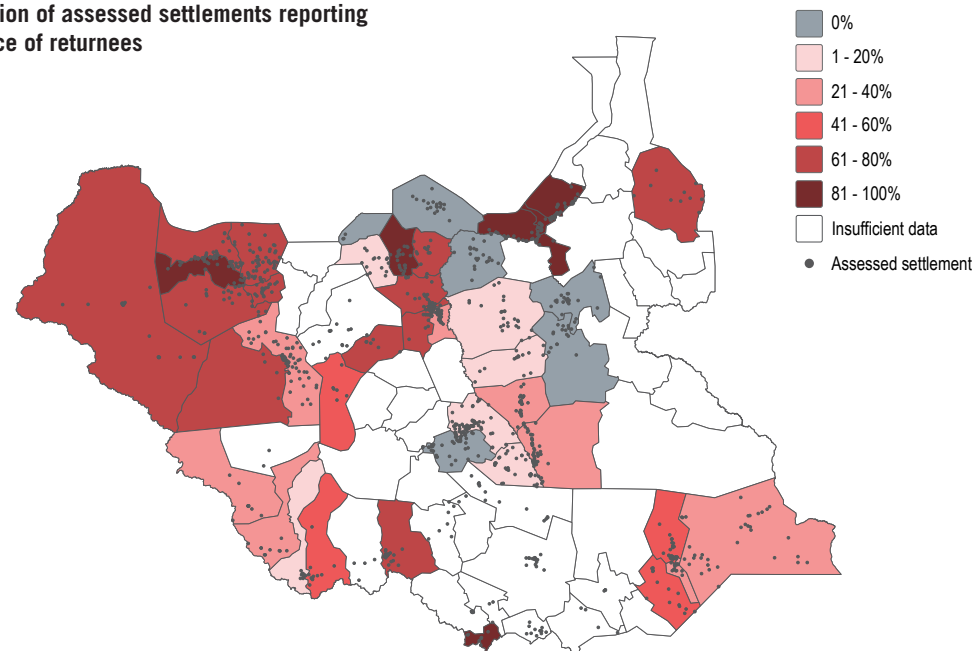 ion of assessed settlements reporting
ce of returnees
0%
1 - 20%
21 - 40%
41 - 60%
61 - 80%
81 - 100%
Insufficient data
Assessed settlement